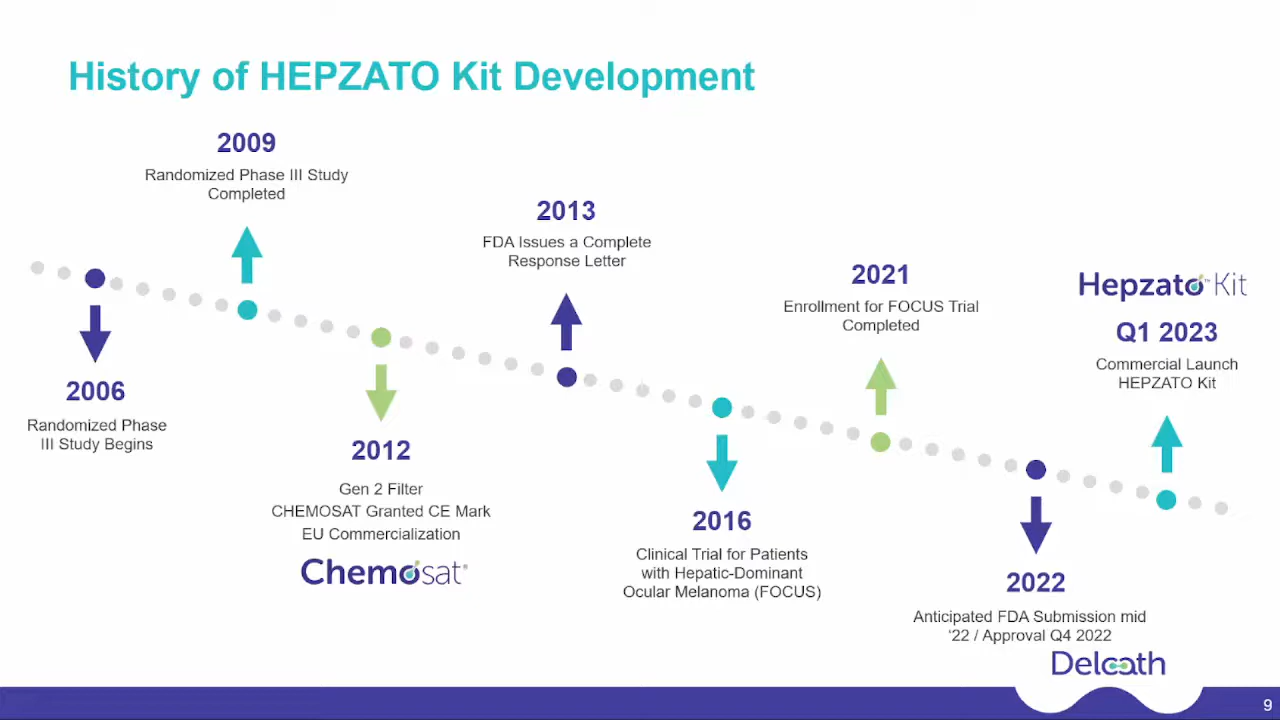 History of HEPZATO Kit Development
2009
Randomized Phase III Study
Completed
2013
FDA Issues a Complete
Response Letter
2021
Enrollment for FOCUS Trial
Completed
Hepzato™ Kit
Q1 2023
Commercial Launch
HEPZATO Kit
2006
Randomized Phase
III Study Begins
2012
Gen 2 Filter
CHEMOSAT Granted CE Mark
EU Commercialization
Chemosat®
2016
Clinical Trial for Patients
with Hepatic-Dominant
Ocular Melanoma (FOCUS)
2022
Anticipated FDA Submission mid
‘22 / Approval Q4 2022
Delcath
9